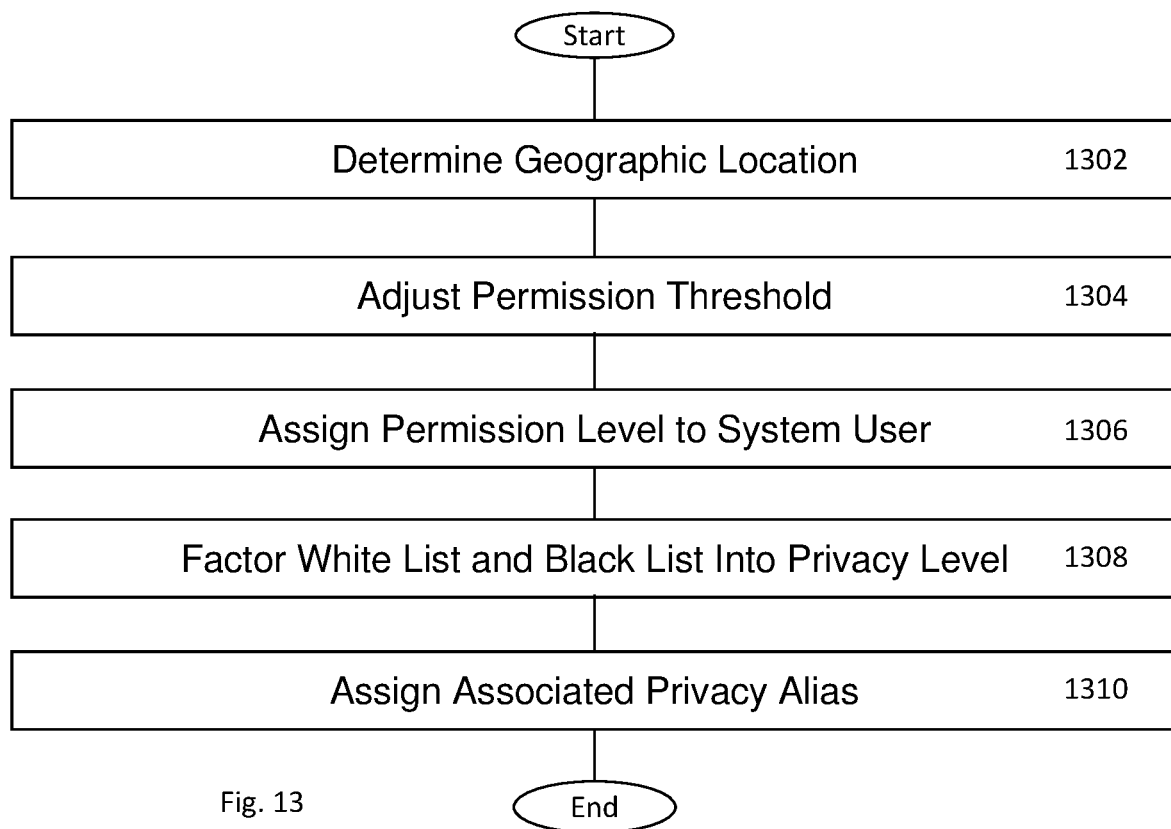 Start
Determine Geographic Location 1302
Adjust Permission Threshold 1304
Assign Permission Level to System User 1306
Factor White List and Black List Into Privacy Level 1308
Assign Associated Privacy Alias 1310
Fig. 13
End